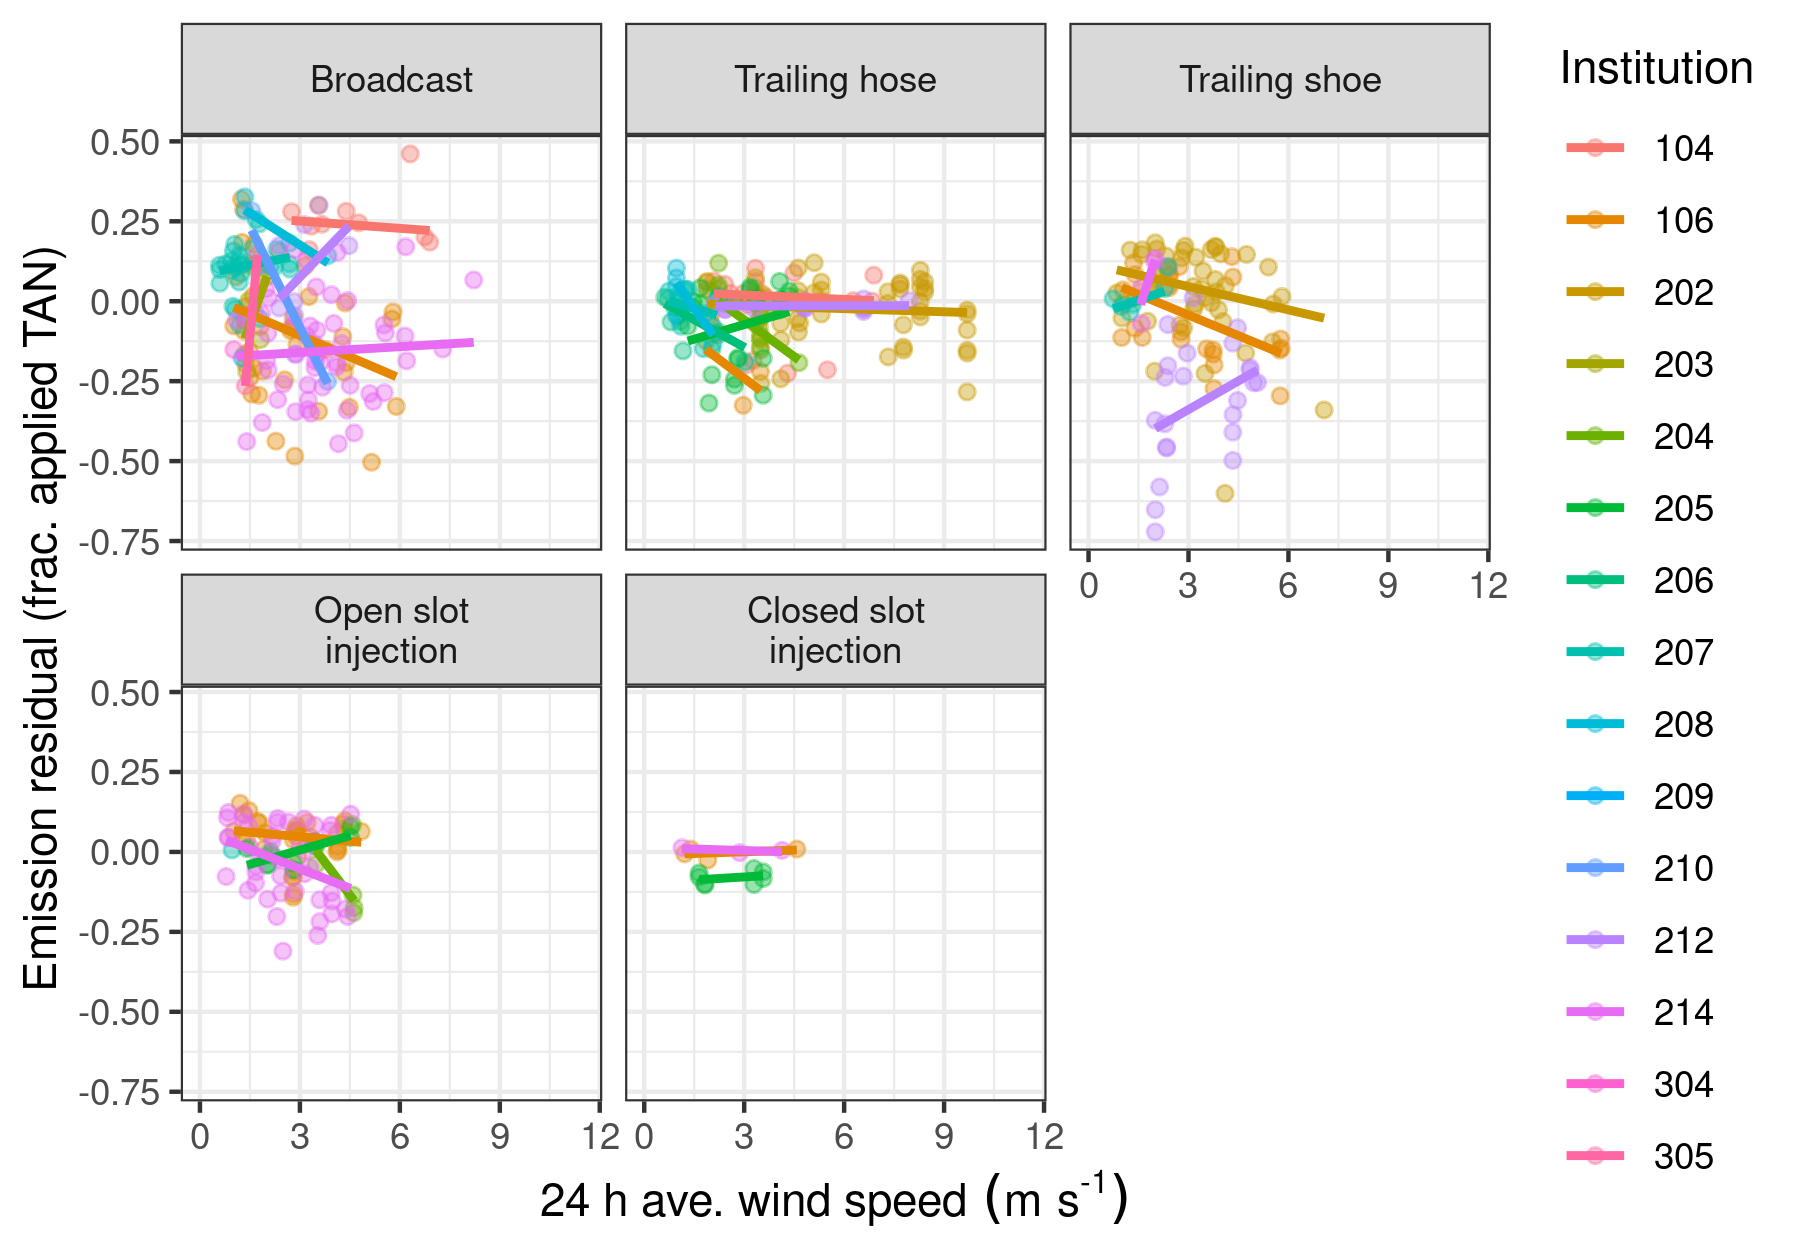 Broadcast
Trailing hose
Trailing shoe
Institution
Emission residual (frac. applied TAN)
0.50
0.25
0.00
-0.25
-0.50
-0.75
0 3 6 9 12
Open slot
injection
Closed slot
injection
0.50
0.25
0.00
-0.25
-0.50
-0.75
0 3 6 9 12
0 3 6 9 12
24 h ave. wind speed (m s-1)
104
106
202
203
204
205
206
207
208
209
210
212
214
304
305